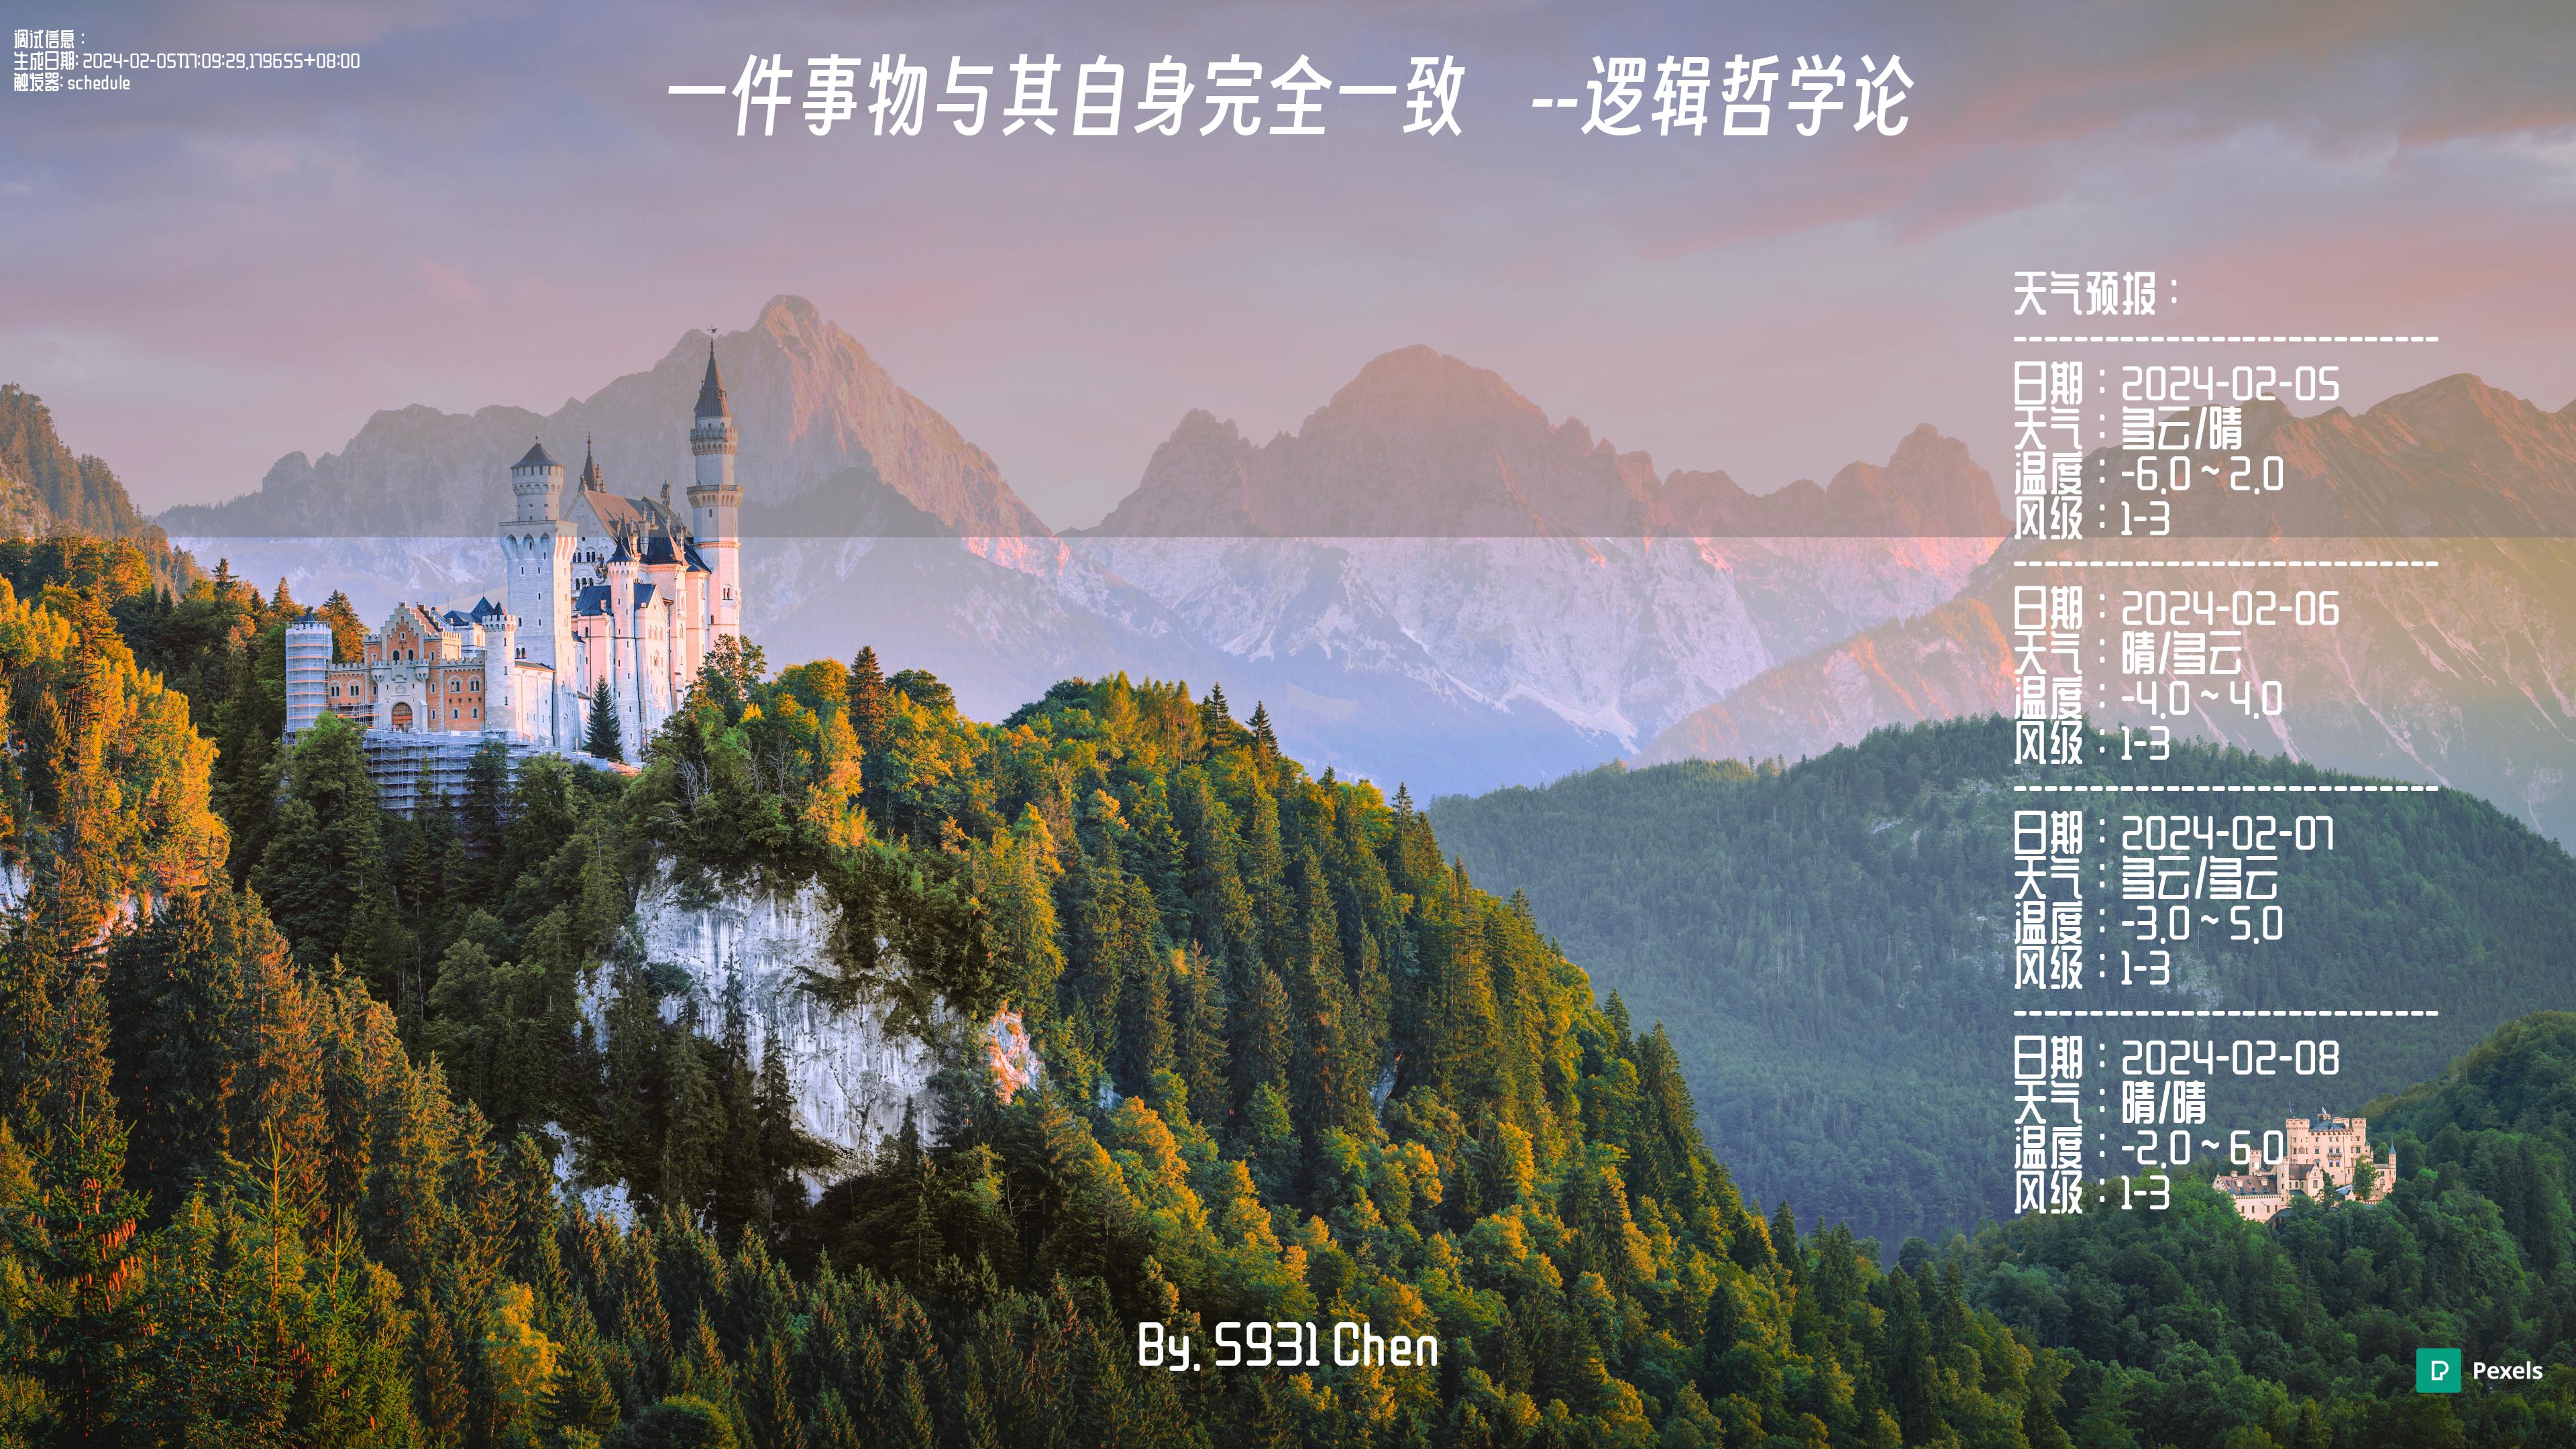 调试信息：
生成日期: 2024-02-05T17:09:29.179655+08:00
触发器: schedule
一件事物与其自身完全一致 --逻辑哲学论
天气预报：
----------------------------
日期：2024-02-05
天气：多云/晴
温度：-6.0 ~ 2.0
风级：1-3
----------------------------
日期：2024-02-06
天气：晴/多云
温度：-4.0 ~ 4.0
风级：1-3
----------------------------
日期：2024-02-07
天气：多云/多云
温度：-3.0 ~ 5.0
风级：1-3
----------------------------
日期：2024-02-08
天气：晴/晴
温度：-2.0 ~ 6.0
风级：1-3
By. S931 Chen
Pexels